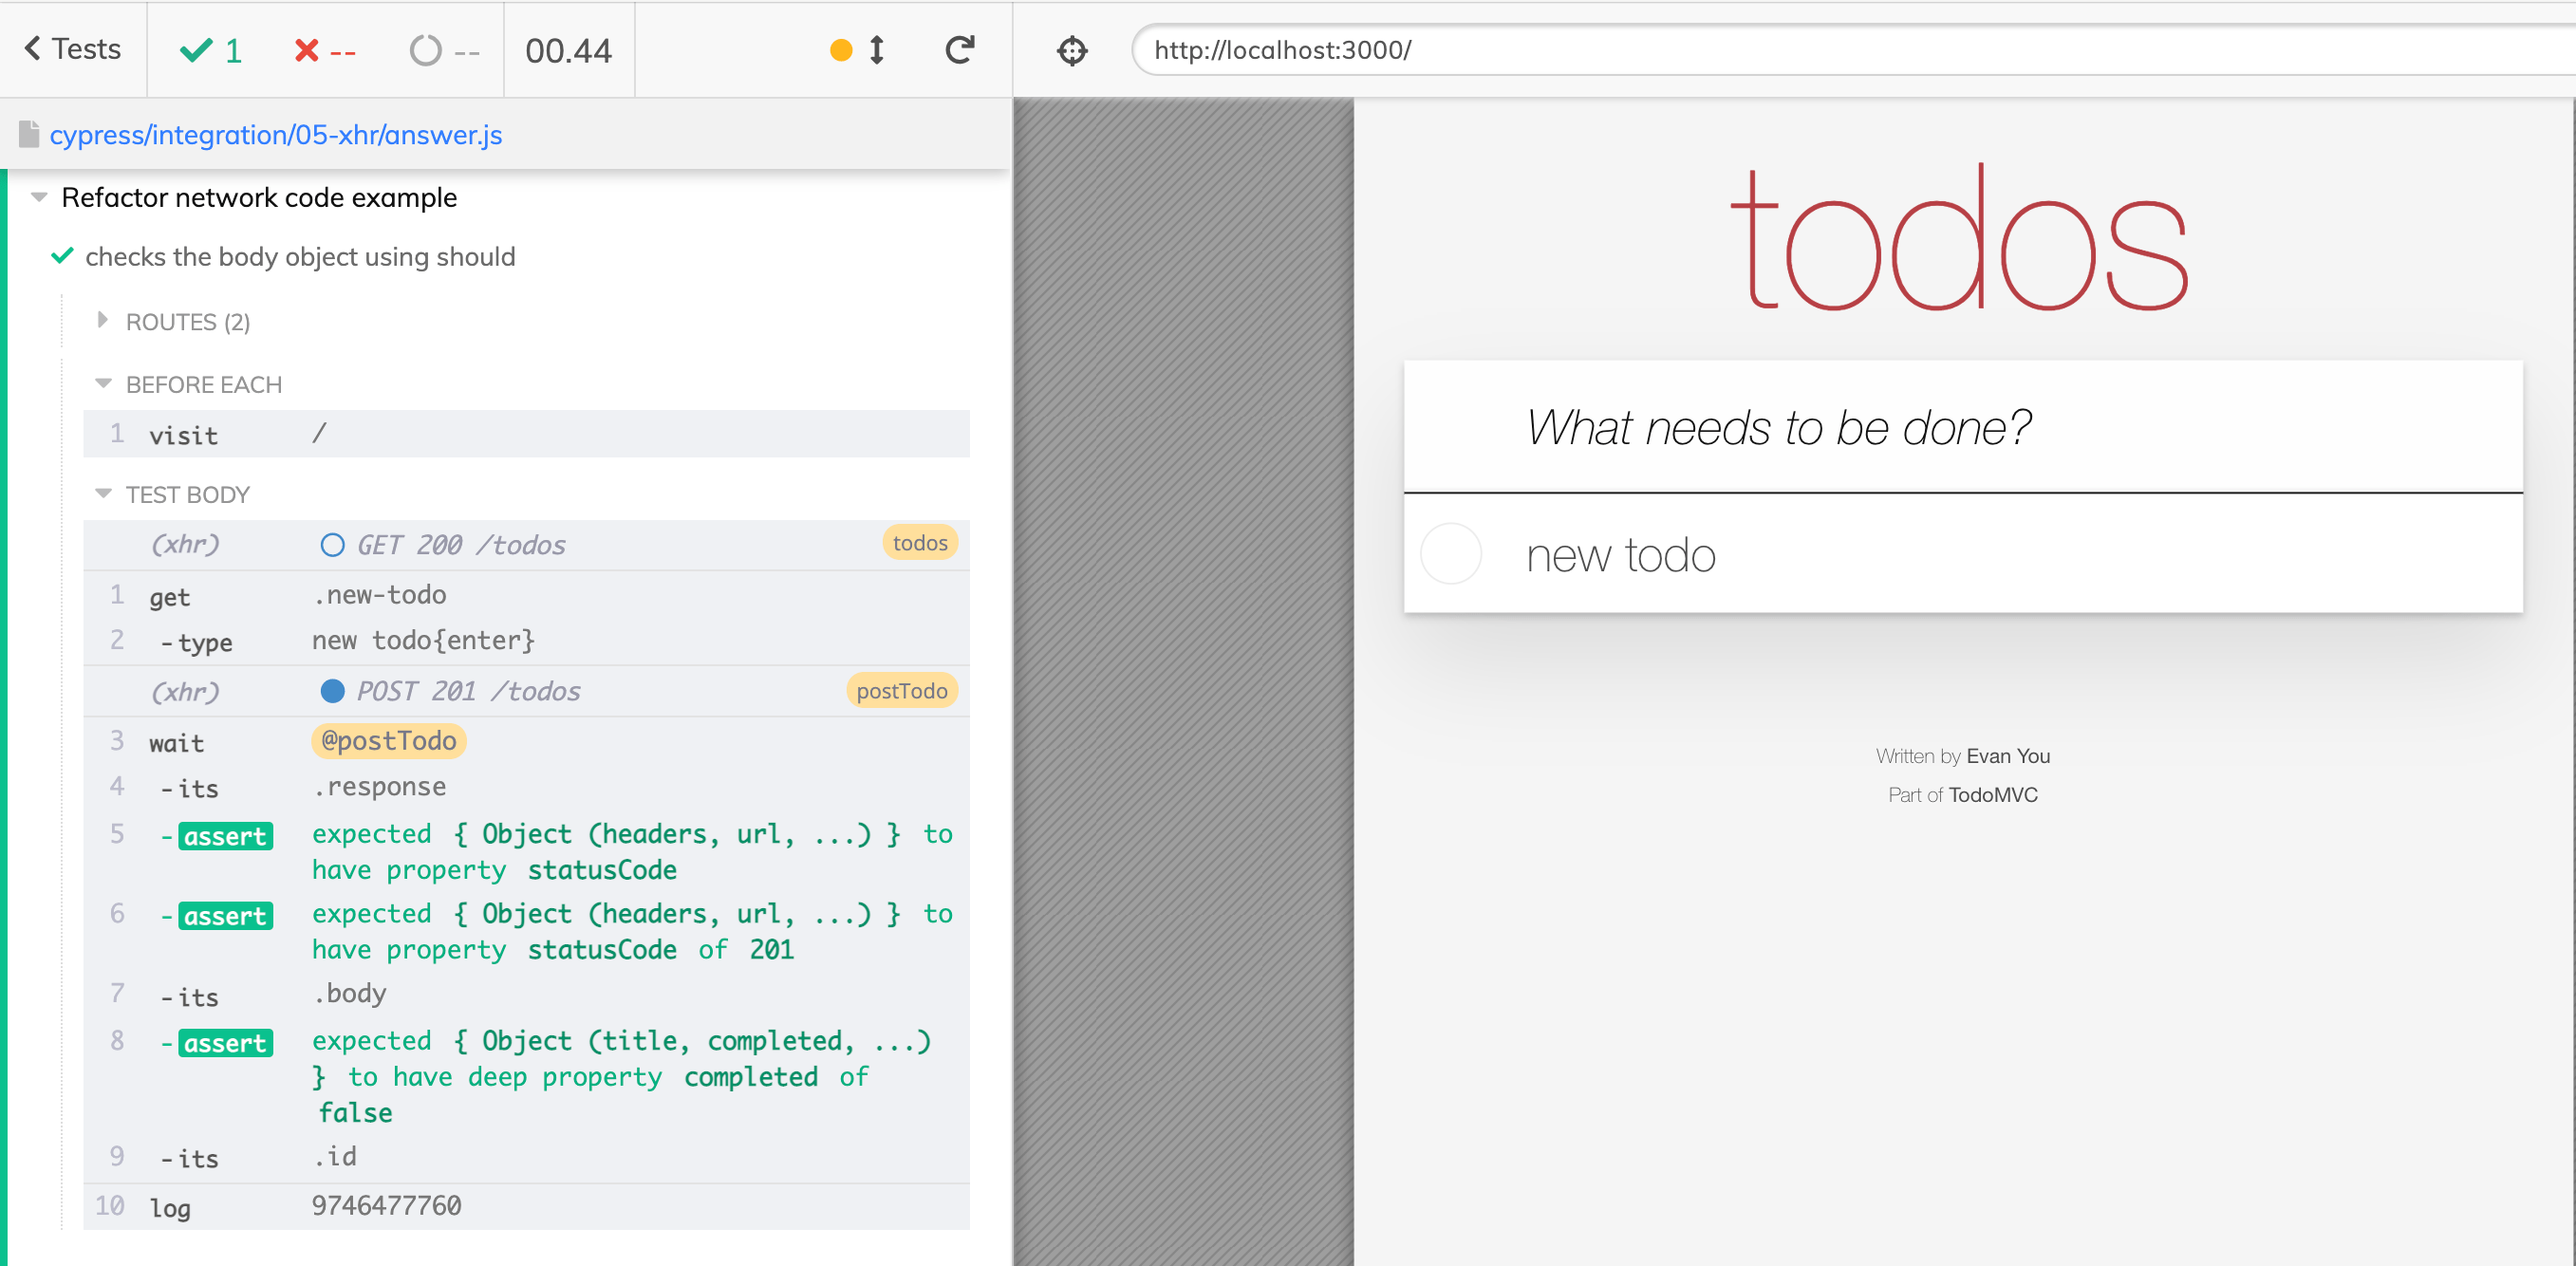 Tests 1 -- -- 00.44 http://localhost:3000/
cypress/integration/05-xhr/answer.js
Refactor network code example
checks the body object using should
ROUTES (2)
BEFORE EACH
1 visit /
TEST BODY
(xhr) GET 200 /todos todos
1 get .new-todo
2 -type new todo{enter}
(xhr) POST 201 /todos postTodo
3 wait @postTodo
4 -its .response
5 -assert expected { Object (headers, url, ...) } to
have property statusCode
6 -assert expected { Object (headers, url, ...) } to
have property statusCode of 201
7 -its .body
8 -assert expected { Object (title, completed, ...)
} to have deep property completed of
false
9 -its .id
10 log 9746477760
todos
What needs to be done?
new todo
Written by Evan You
Part of TodoMVC